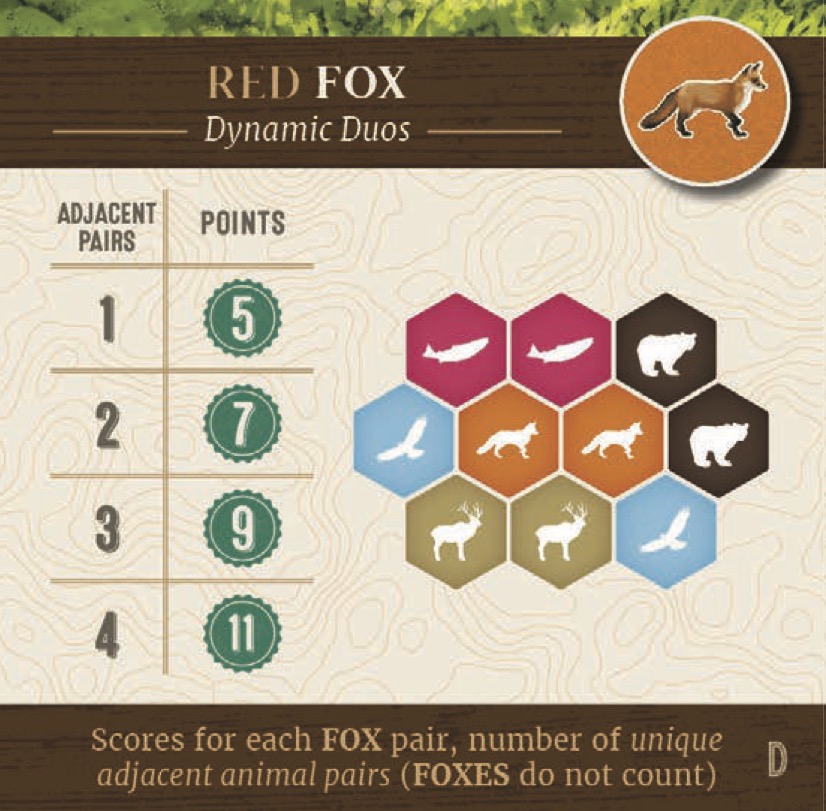 RED FOX
Dynamic Duos
ADJACENT
PAIRS
POINTS
1 5
2 7
3 9
4 11
Scores for each FOX pair, number of unique
adjacent animal pairs (FOXES do not count)
D